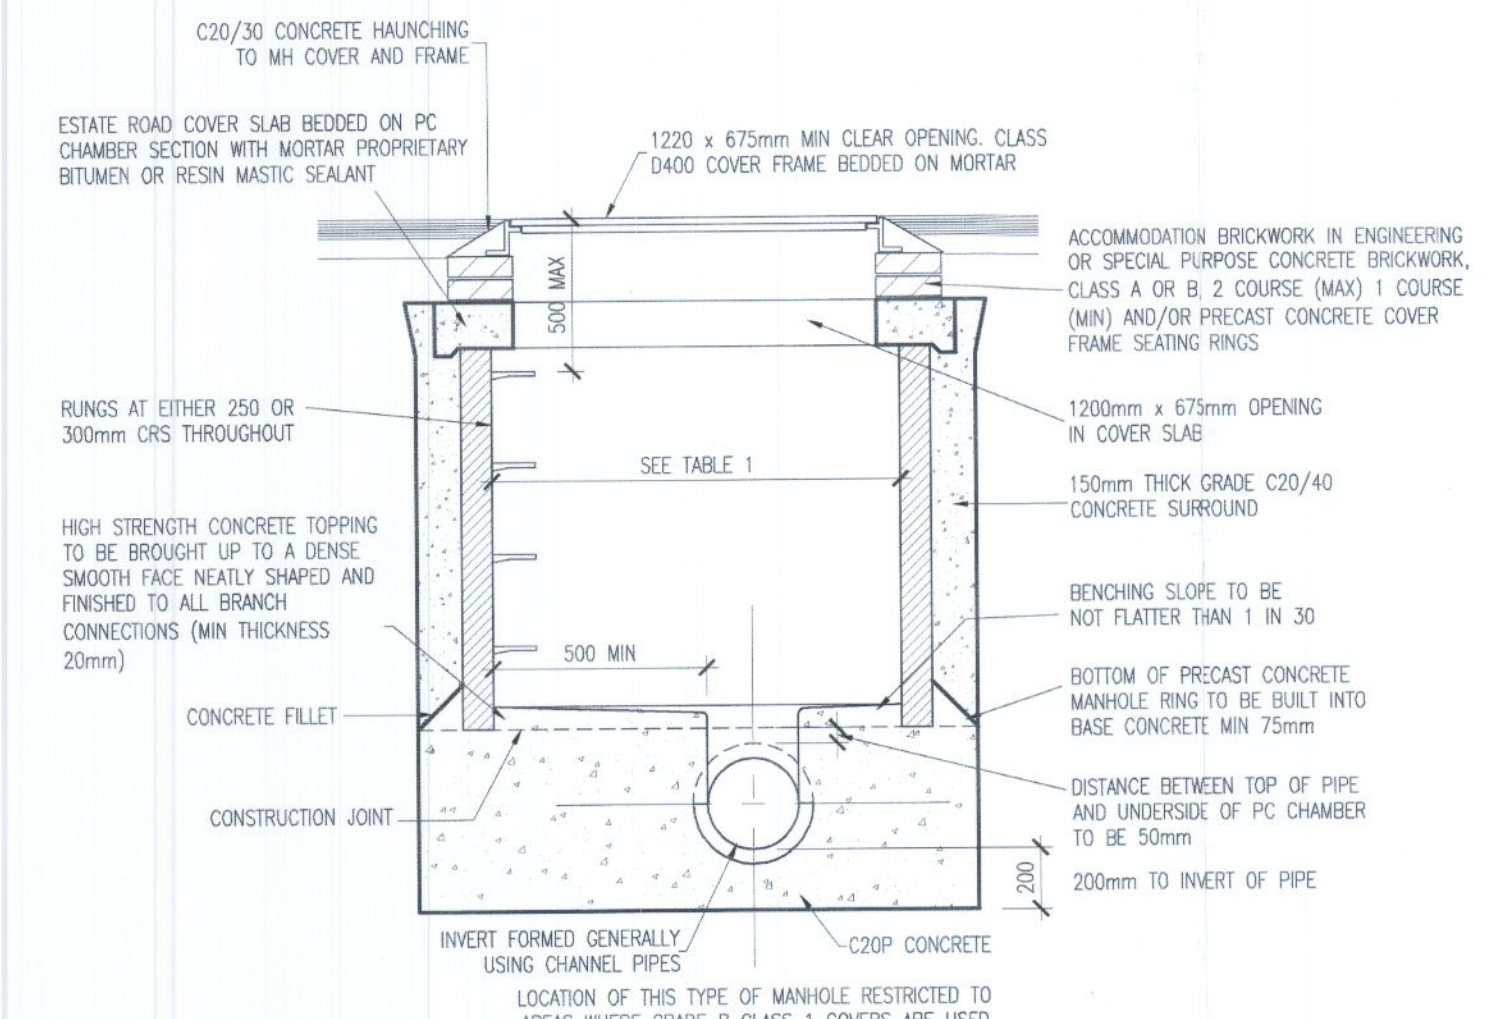 C20/30 CONCRETE HAUNCHING
TO MH COVER AND FRAME
ESTATE ROAD COVER SLAB BEDDED ON PC
CHAMBER SECTION WITH MORTAR PROPRIETARY
BITUMEN OR RESIN MASTIC SEALANT
1220 x 675mm MIN CLEAR OPENING. CLASS
D400 COVER FRAME BEDDED ON MORTAR
ACCOMMODATION BRICKWORK IN ENGINEERING
OR SPECIAL PURPOSE CONCRETE BRICKWORK,
CLASS A OR B, 2 COURSE (MAX) 1 COURSE
(MIN) AND/OR PRECAST CONCRETE COVER
FRAME SEATING RINGS
500 MAX
RUNGS AT EITHER 250 OR
300mm CRS THROUGHOUT
1200mm x 675mm OPENING
IN COVER SLAB
SEE TABLE 1
150mm THICK GRADE C20/40
CONCRETE SURROUND
HIGH STRENGTH CONCRETE TOPPING
TO BE BROUGHT UP TO A DENSE
SMOOTH FACE NEATLY SHAPED AND
FINISHED TO ALL BRANCH
CONNECTIONS (MIN THICKNESS
20mm)
BENCHING SLOPE TO BE
NOT FLATTER THAN 1 IN 30
500 MIN
BOTTOM OF PRECAST CONCRETE
MANHOLE RING TO BE BUILT INTO
BASE CONCRETE MIN 75mm
CONCRETE FILLET
DISTANCE BETWEEN TOP OF PIPE
AND UNDERSIDE OF PC CHAMBER
TO BE 50mm
CONSTRUCTION JOINT
200
200mm TO INVERT OF PIPE
INVERT FORMED GENERALLY
USING CHANNEL PIPES
C20P CONCRETE
LOCATION OF THIS TYPE OF MANHOLE RESTRICTED TO
AREAS WHERE GRADE B CLASS 1 COVERS ARE USED